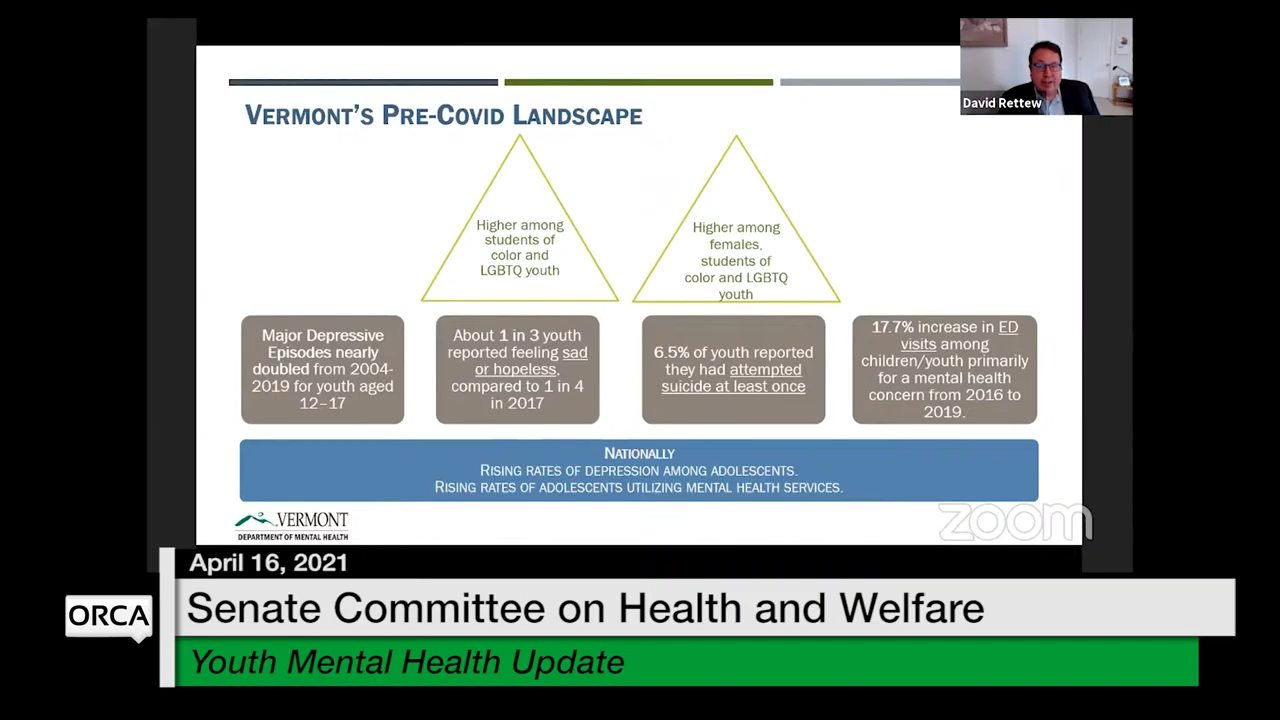 David Rettew
VERMONT'S PRE-COVID LANDSCAPE
Higher among
students of
color and
LGBTQ youth
Higher among
females,
students of
color and LGBTQ
youth
Major Depressive
Episodes nearly
doubled from 2004-
2019 for youth aged
12–17
About 1 in 3 youth
reported feeling sad
or hopeless,
compared to 1 in 4
in 2017
6.5% of youth reported
they had attempted
suicide at least once
17.7% increase in ED
visits among
children/youth primarily
for a mental health
concern from 2016 to
2019.
NATIONALLY
RISING RATES OF DEPRESSION AMONG ADOLESCENTS.
RISING RATES OF ADOLESCENTS UTILIZING MENTAL HEALTH SERVICES.
VERMONT
DEPARTMENT OF MENTAL HEALTH
zoom
April 16, 2021
ORCA
Senate Committee on Health and Welfare
Youth Mental Health Update